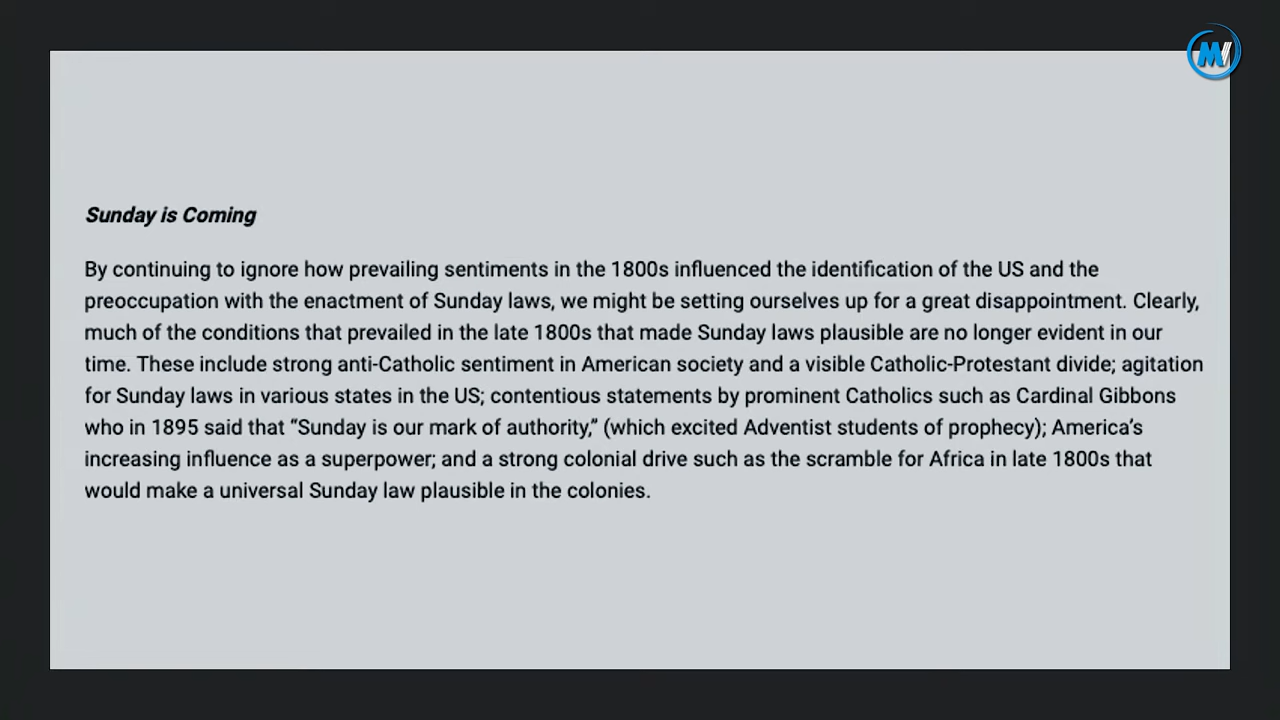 MV
Sunday is Coming
By continuing to ignore how prevailing sentiments in the 1800s influenced the identification of the US and the
preoccupation with the enactment of Sunday laws, we might be setting ourselves up for a great disappointment. Clearly,
much of the conditions that prevailed in the late 1800s that made Sunday laws plausible are no longer evident in our
time. These include strong anti-Catholic sentiment in American society and a visible Catholic-Protestant divide; agitation
for Sunday laws in various states in the US; contentious statements by prominent Catholics such as Cardinal Gibbons
who in 1895 said that “Sunday is our mark of authority,” (which excited Adventist students of prophecy); America’s
increasing influence as a superpower; and a strong colonial drive such as the scramble for Africa in late 1800s that
would make a universal Sunday law plausible in the colonies.